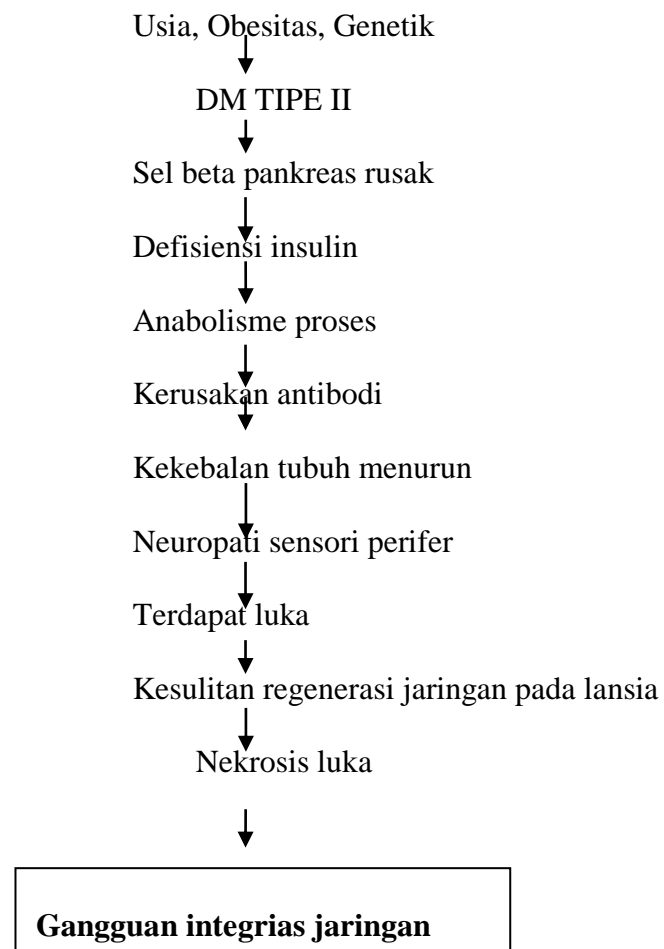 Usia, Obesitas, Genetik
DM TIPE II
Sel beta pankreas rusak
Defisiensi insulin
Anabolisme proses
Kerusakan antibodi
Kekebalan tubuh menurun
Neuropati sensori perifer
Terdapat luka
Kesulitan regenerasi jaringan pada lansia
Nekrosis luka
Gangguan integrias jaringan